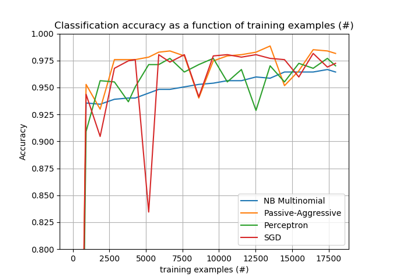 Classification accuracy as a function of training examples (#)
1.000
0.975
0.950
0.925
0.900
0.875
0.850
0.825
0.800
Accuracy
NB Multinomial
Passive-Aggressive
Perceptron
SGD
0 2500 5000 7500 10000 12500 15000 17500
training examples (#)